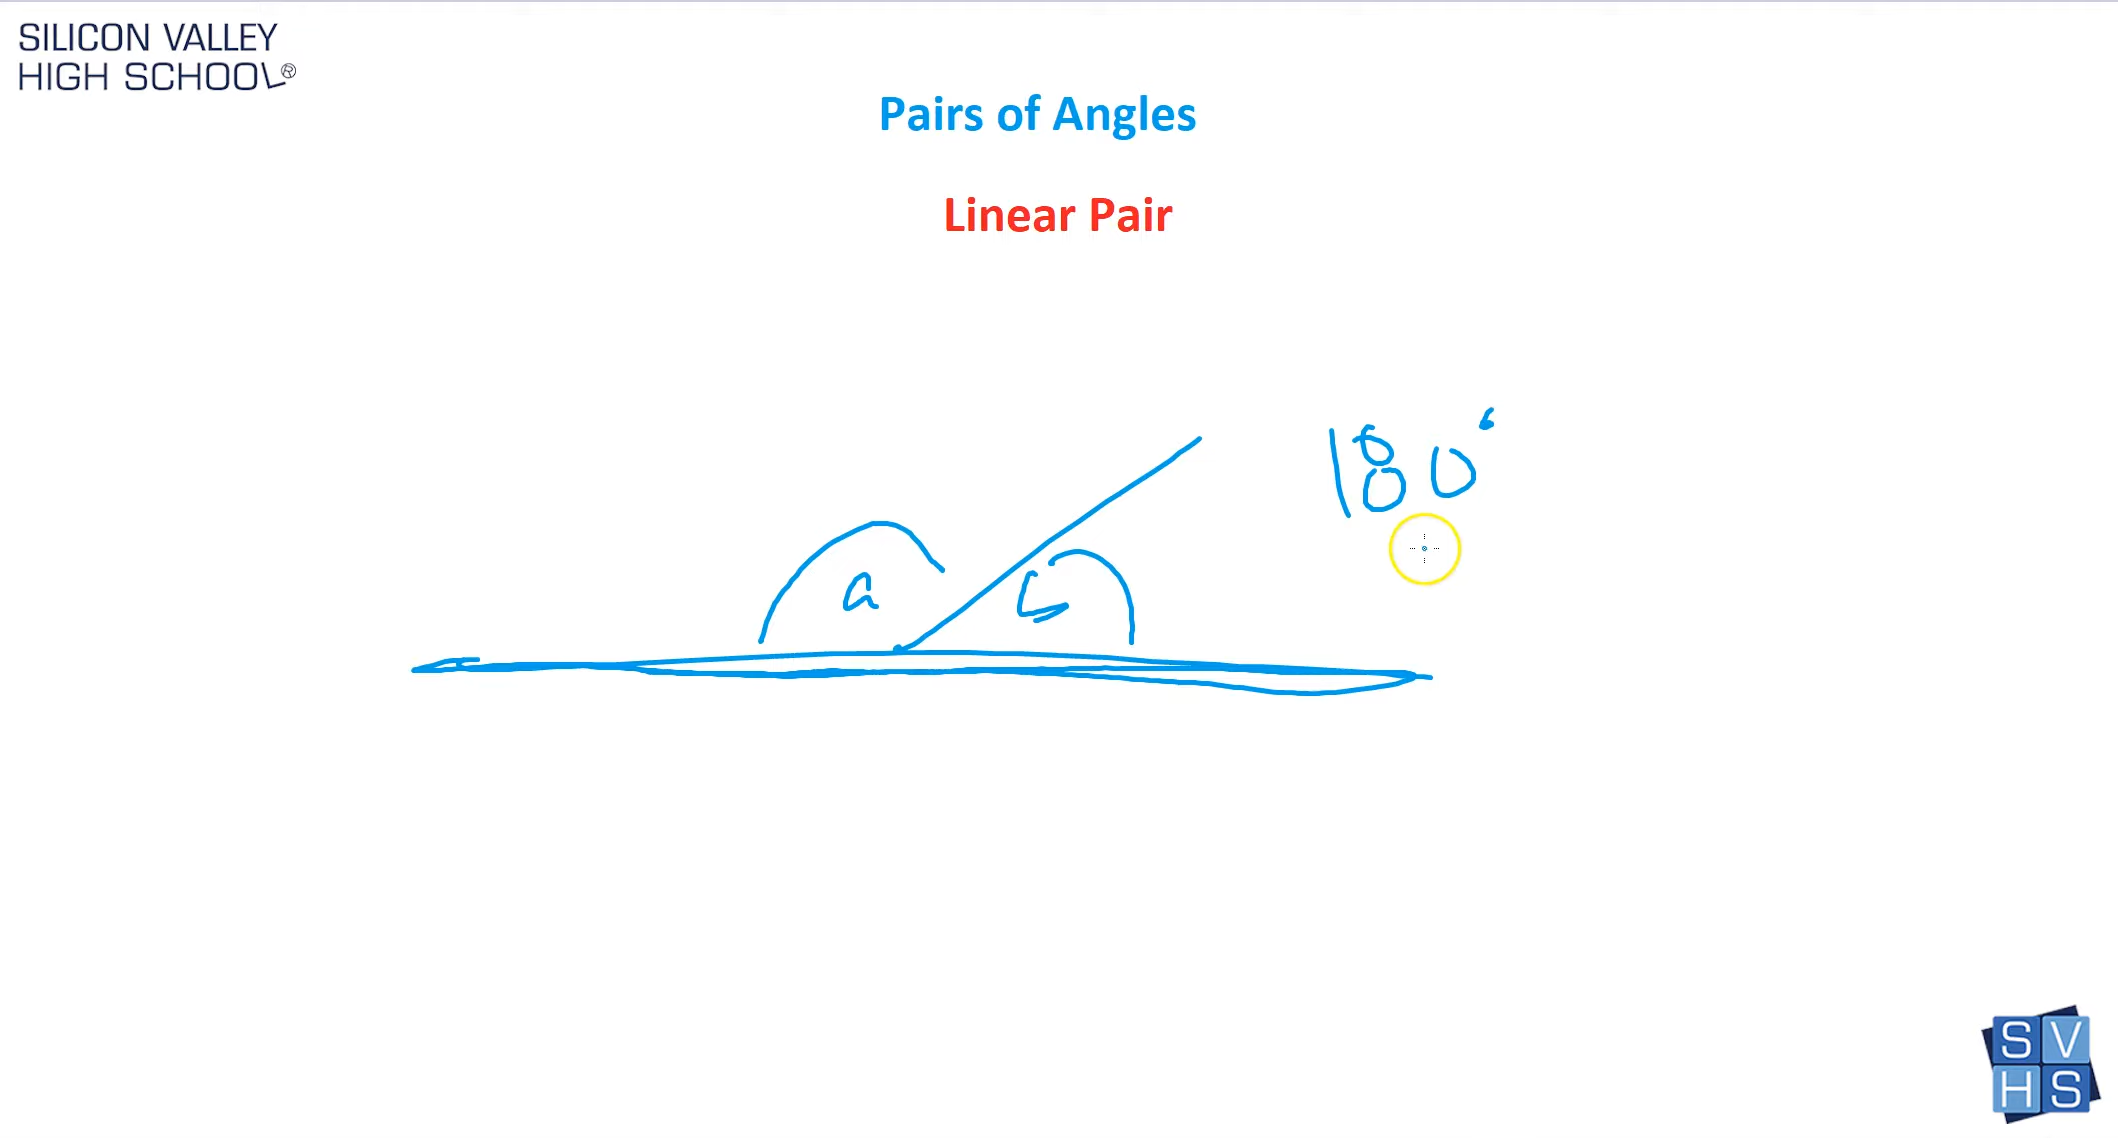 SILICON VALLEY
HIGH SCHOOL®
Pairs of Angles
Linear Pair
180°
a
b
SV
HS